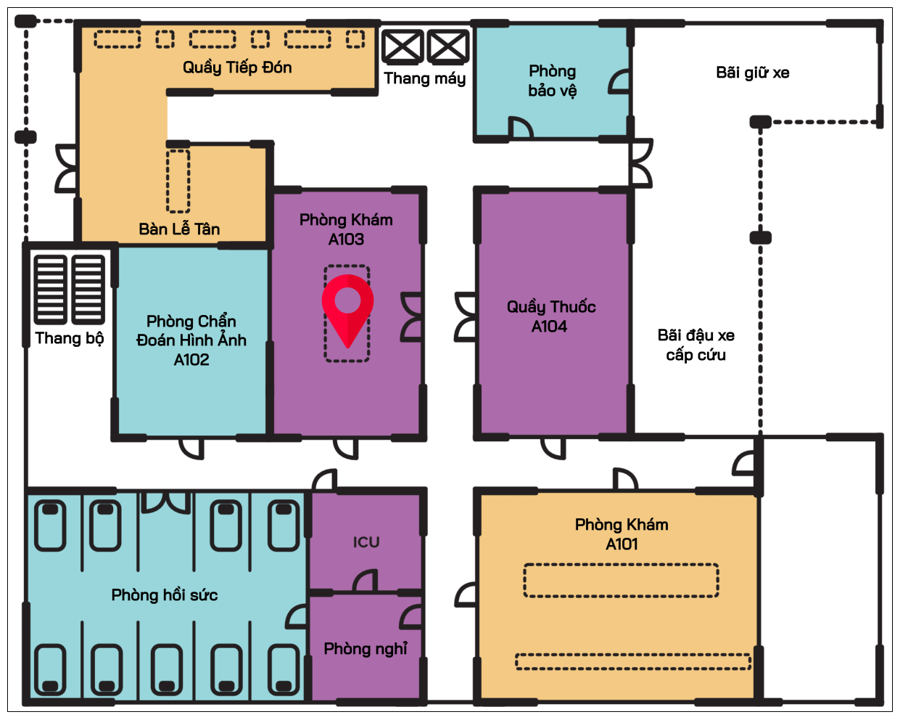 Quầy Tiếp Đón
Thang máy
Phòng
bảo vệ
Bãi giữ xe
Bàn Lễ Tân
Phòng Khám
A103
Thang bộ
Phòng Chẩn
Đoán Hình Ảnh
A102
Quầy Thuốc
A104
Bãi đậu xe
cấp cứu
Phòng hồi sức
ICU
Phòng nghỉ
Phòng Khám
A101